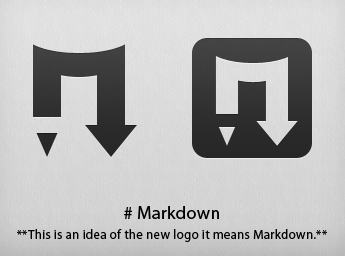 # Markdown
**This is an idea of the new logo it means Markdown.**